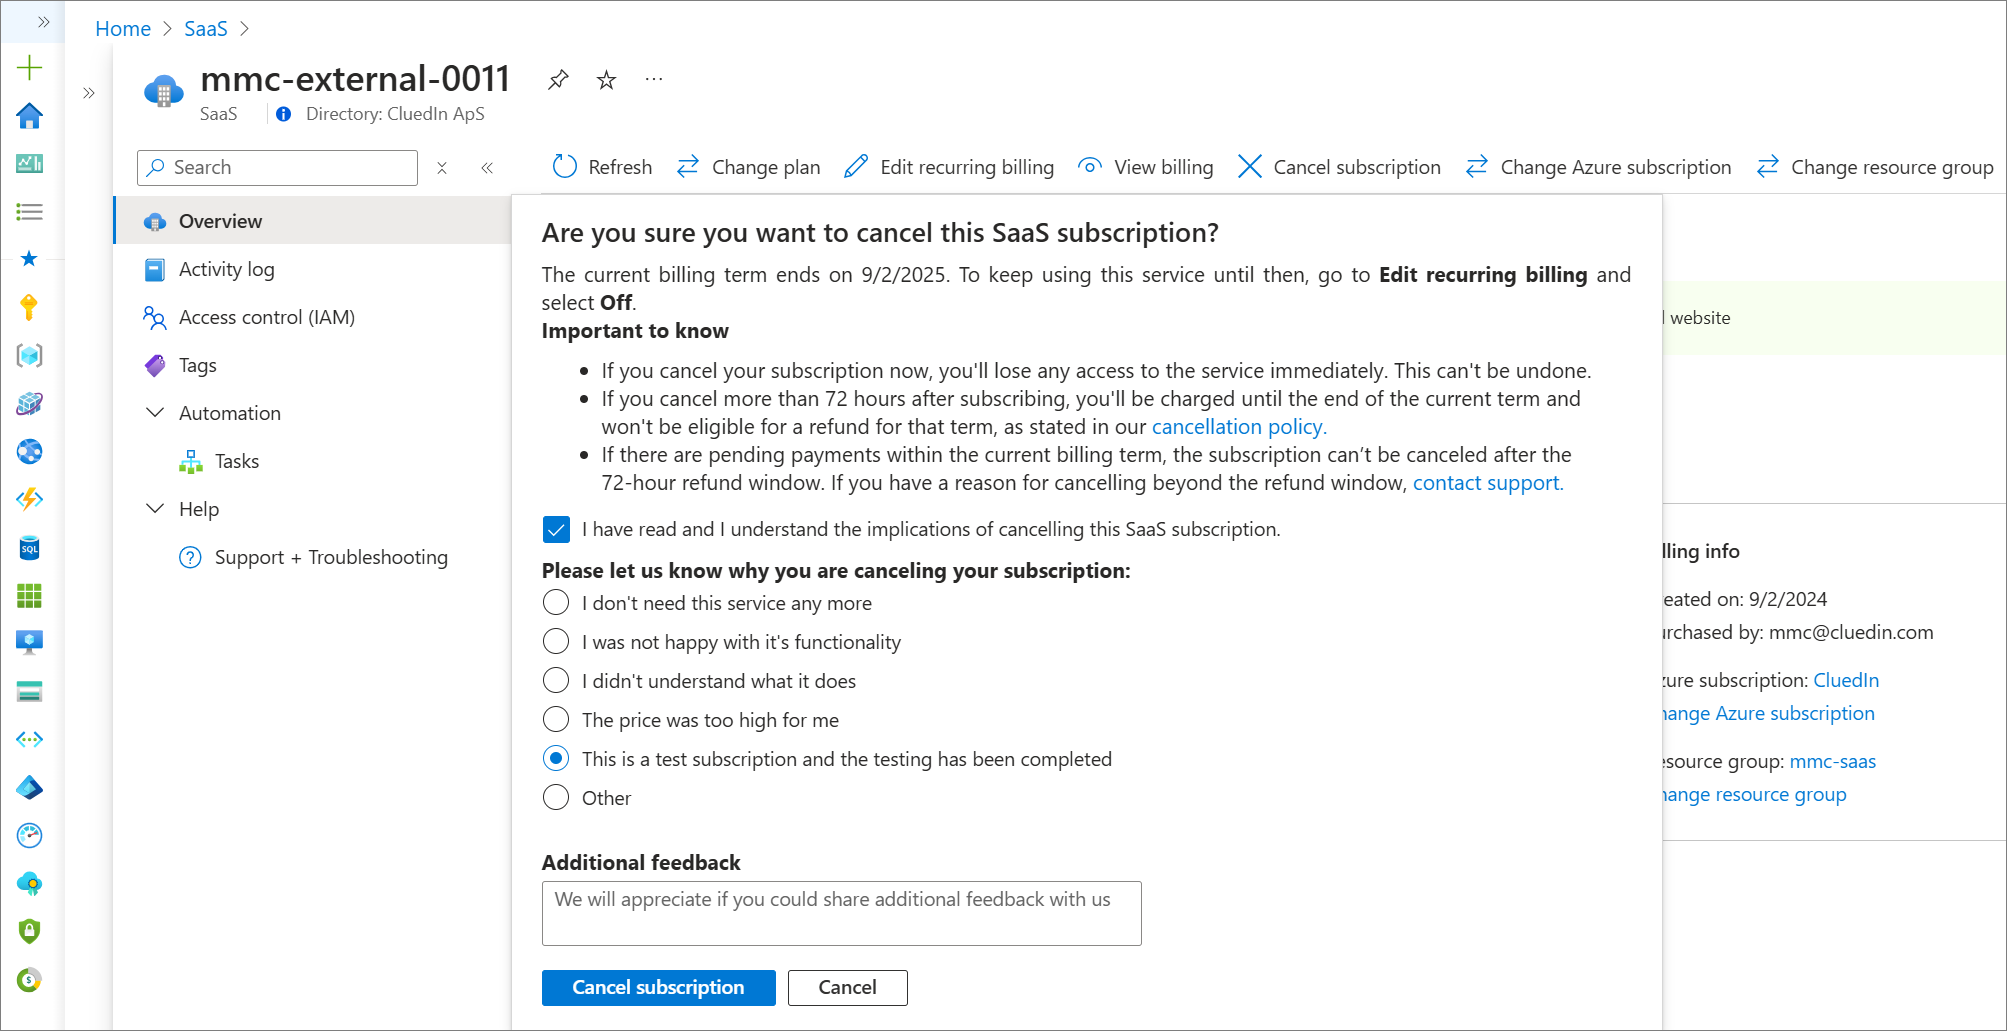 Home > SaaS >
mmc-external-0011
SaaS
Directory: CluedIn ApS
Search
Refresh
Change plan
Edit recurring billing
View billing
Cancel subscription
Change Azure subscription
Change resource group
Overview
Activity log
Access control (IAM)
Tags
Automation
Tasks
Help
Support + Troubleshooting
SQL
Are you sure you want to cancel this SaaS subscription?
The current billing term ends on 9/2/2025. To keep using this service until then, go to Edit recurring billing and
select Off.
Important to know
• If you cancel your subscription now, you'll lose any access to the service immediately. This can't be undone.
• If you cancel more than 72 hours after subscribing, you'll be charged until the end of the current term and
won't be eligible for a refund for that term, as stated in our cancellation policy.
• If there are pending payments within the current billing term, the subscription can’t be canceled after the
72-hour refund window. If you have a reason for cancelling beyond the refund window, contact support.
I have read and I understand the implications of cancelling this SaaS subscription.
Please let us know why you are canceling your subscription:
I don't need this service any more
I was not happy with it's functionality
I didn't understand what it does
The price was too high for me
This is a test subscription and the testing has been completed
Other
Additional feedback
We will appreciate if you could share additional feedback with us
Cancel subscription
Cancel
website
lling info
eated on: 9/2/2024
rchased by: mmc@cluedin.com
zure subscription: CluedIn
hange Azure subscription
source group: mmc-saas
hange resource group